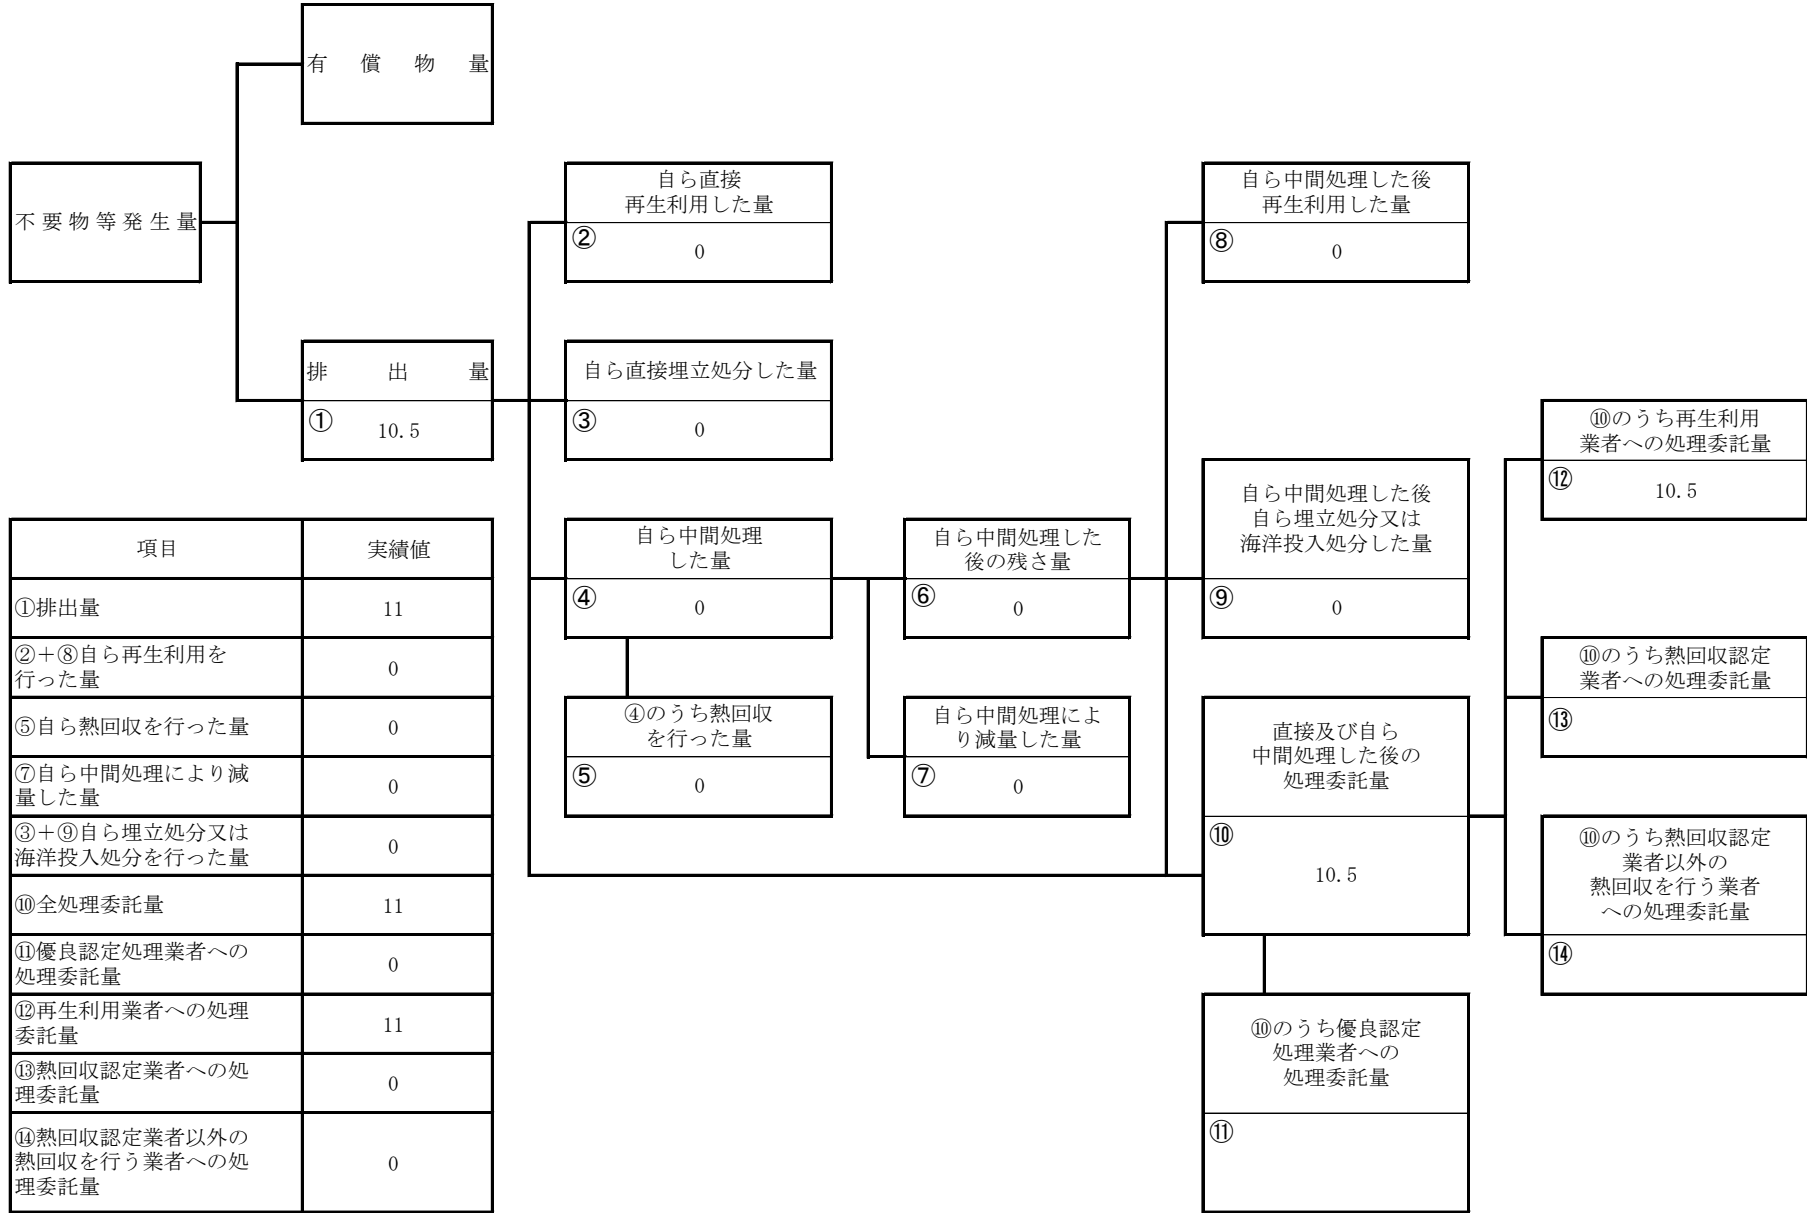 有償物量
不要物等発生量
排出量
① 10.5
自ら直接
再生利用した量
② 0
自ら直接埋立処分した量
③ 0
自ら中間処理
した量
④ 0
④のうち熱回収
を行った量
⑤ 0
自ら中間処理した
後の残さ量
⑥ 0
自ら中間処理によ
り減量した量
⑦ 0
自ら中間処理した後
再生利用した量
⑧ 0
自ら中間処理した後
自ら埋立処分又は
海洋投入処分した量
⑨ 0
直接及び自ら
中間処理した後の
処理委託量
⑩
10.5
⑩のうち優良認定
処理業者への
処理委託量
⑪
⑩のうち再生利用
業者への処理委託量
⑫ 10.5
⑩のうち熱回収認定
業者への処理委託量
⑬
⑩のうち熱回収認定
業者以外の
熱回収を行う業者
への処理委託量
⑭
項目 実績値
①排出量 11
②+⑧自ら再生利用を
行った量 0
⑤自ら熱回収を行った量 0
⑦自ら中間処理により減
量した量 0
③+⑨自ら埋立処分又は
海洋投入処分を行った量 0
⑩全処理委託量 11
⑪優良認定処理業者への
処理委託量 0
⑫再生利用業者への処理
委託量 11
⑬熱回収認定業者への処
理委託量 0
⑭熱回収認定業者以外の
熱回収を行う業者への処 0
理委託量